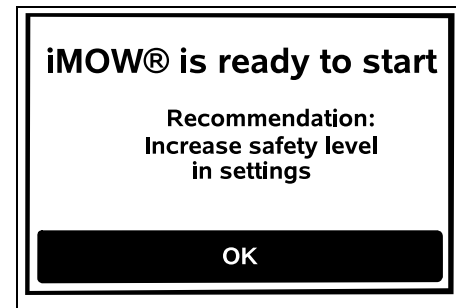 iMOW® is ready to start
Recommendation:
Increase safety level
in settings
OK